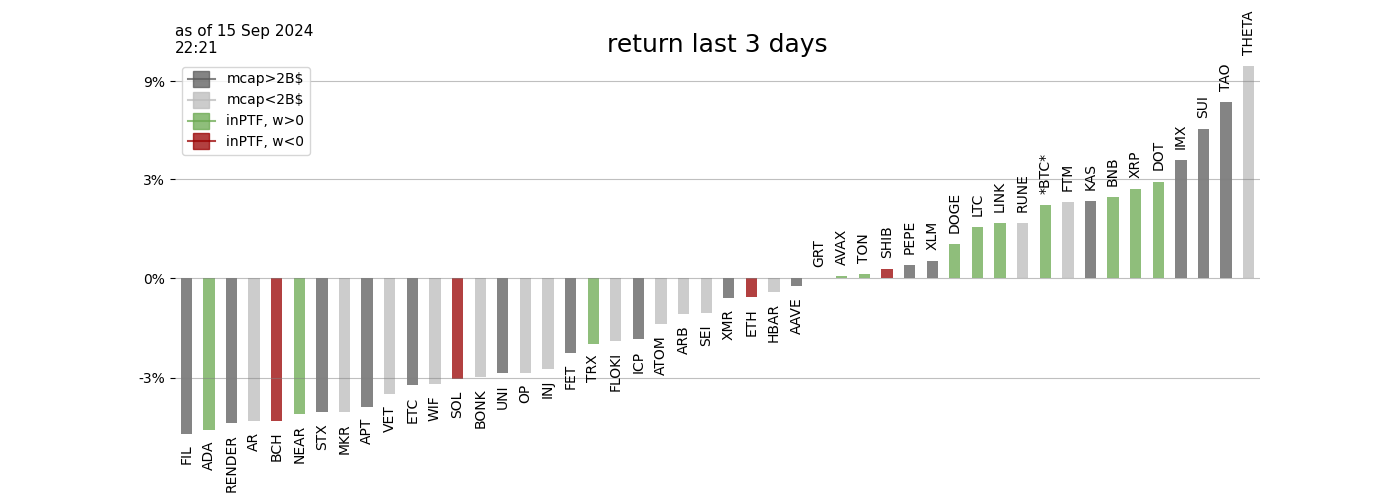 as of 15 Sep 2024
22:21
return last 3 days
mcap>2B$
mcap<2B$
inPTF, w>0
inPTF, w<0
9%
3%
0%
-3%
FIL
ADA
RENDER
AR
BCH
NEAR
STX
MKR
APT
VET
ETC
WIF
SOL
BONK
UNI
OP
INJ
FET
TRX
FLOKI
ICP
ATOM
ARB
SEI
XMR
ETH
HBAR
AAVE
GRT
AVAX
TON
SHIB
PEPE
XLM
DOGE
LTC
LINK
RUNE
*BTC*
FTM
KAS
BNB
XRP
DOT
IMX
SUI
TAO
THETA